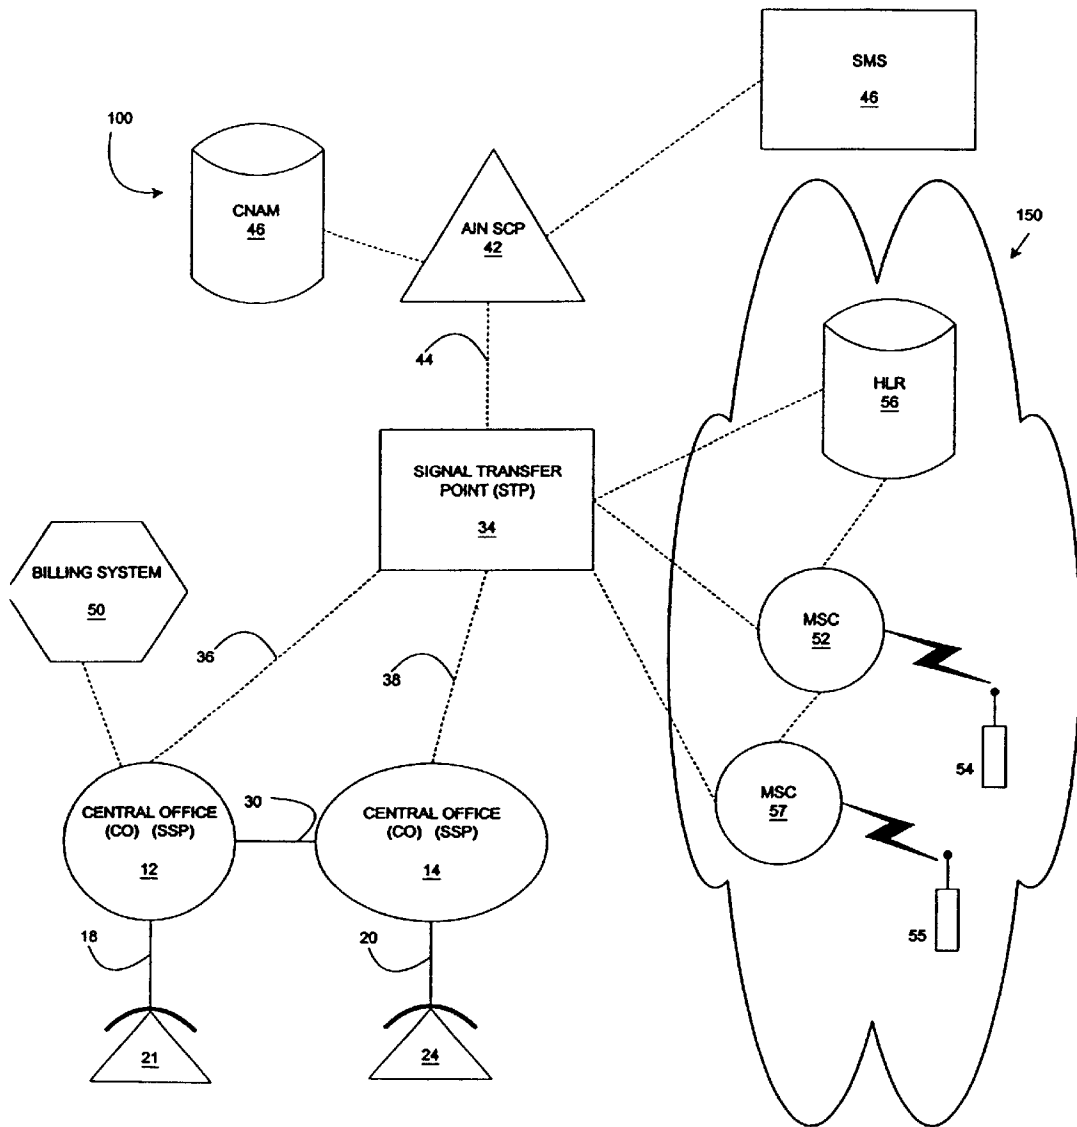 SMS
46
100
CNAM
46
AIN SCP
42
150
44
HLR
56
SIGNAL TRANSFER
POINT (STP)
34
BILLING SYSTEM
50
MSC
52
36
38
54
MSC
57
CENTRAL OFFICE
(CO) (SSP)
12
30
CENTRAL OFFICE
(CO) (SSP)
14
18
20
55
21
24